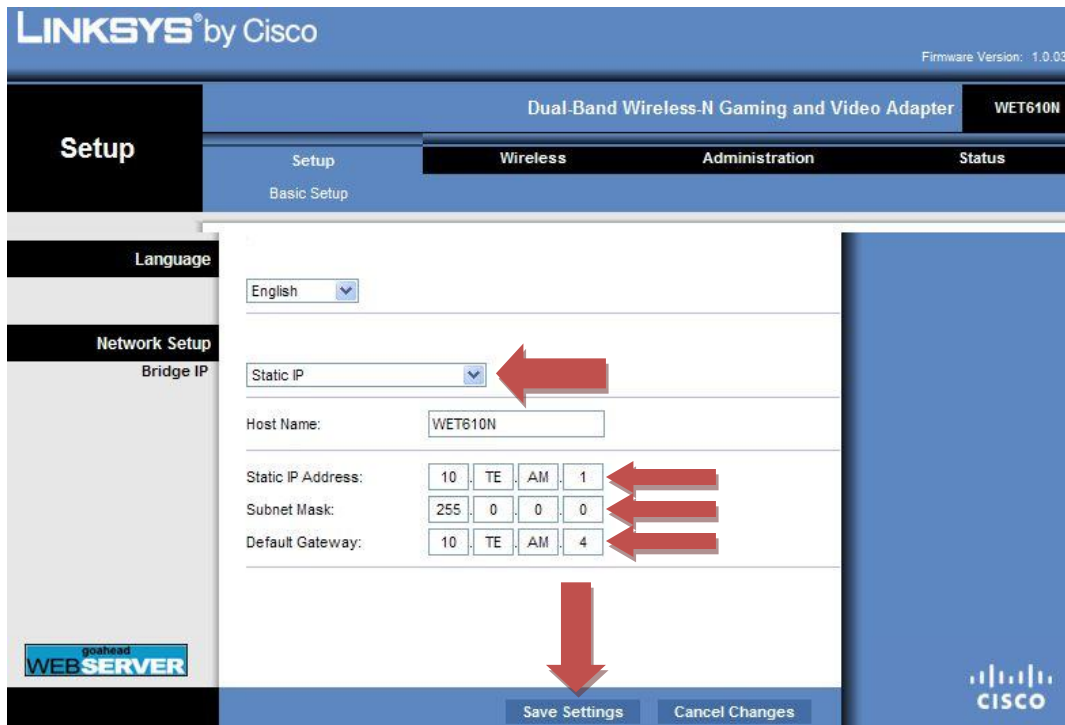 LINKSYS® by Cisco
Firmware Version: 1.0.03
Dual-Band Wireless-N Gaming and Video Adapter WET610N
Setup
Setup Wireless Administration Status
Basic Setup
Language
English
Network Setup
Bridge IP
Static IP
Host Name: WET610N
Static IP Address: 10 . TE . AM . 1
Subnet Mask: 255 . 0 . 0 . 0
Default Gateway: 10 . TE . AM . 4
goahead
WEBSERVER
Save Settings Cancel Changes
CISCO